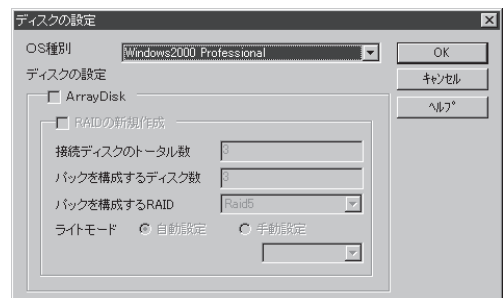 ディスクの設定
OS種別 Windows2000 Professional
OK
ディスクの設定
キャンセル
ArrayDisk
ヘルプ
RAIDの新規作成
接続ディスクのトータル数 3
パックを構成するディスク数 3
パックを構成するRAID Raid5
ライトモード 自動設定 手動設定